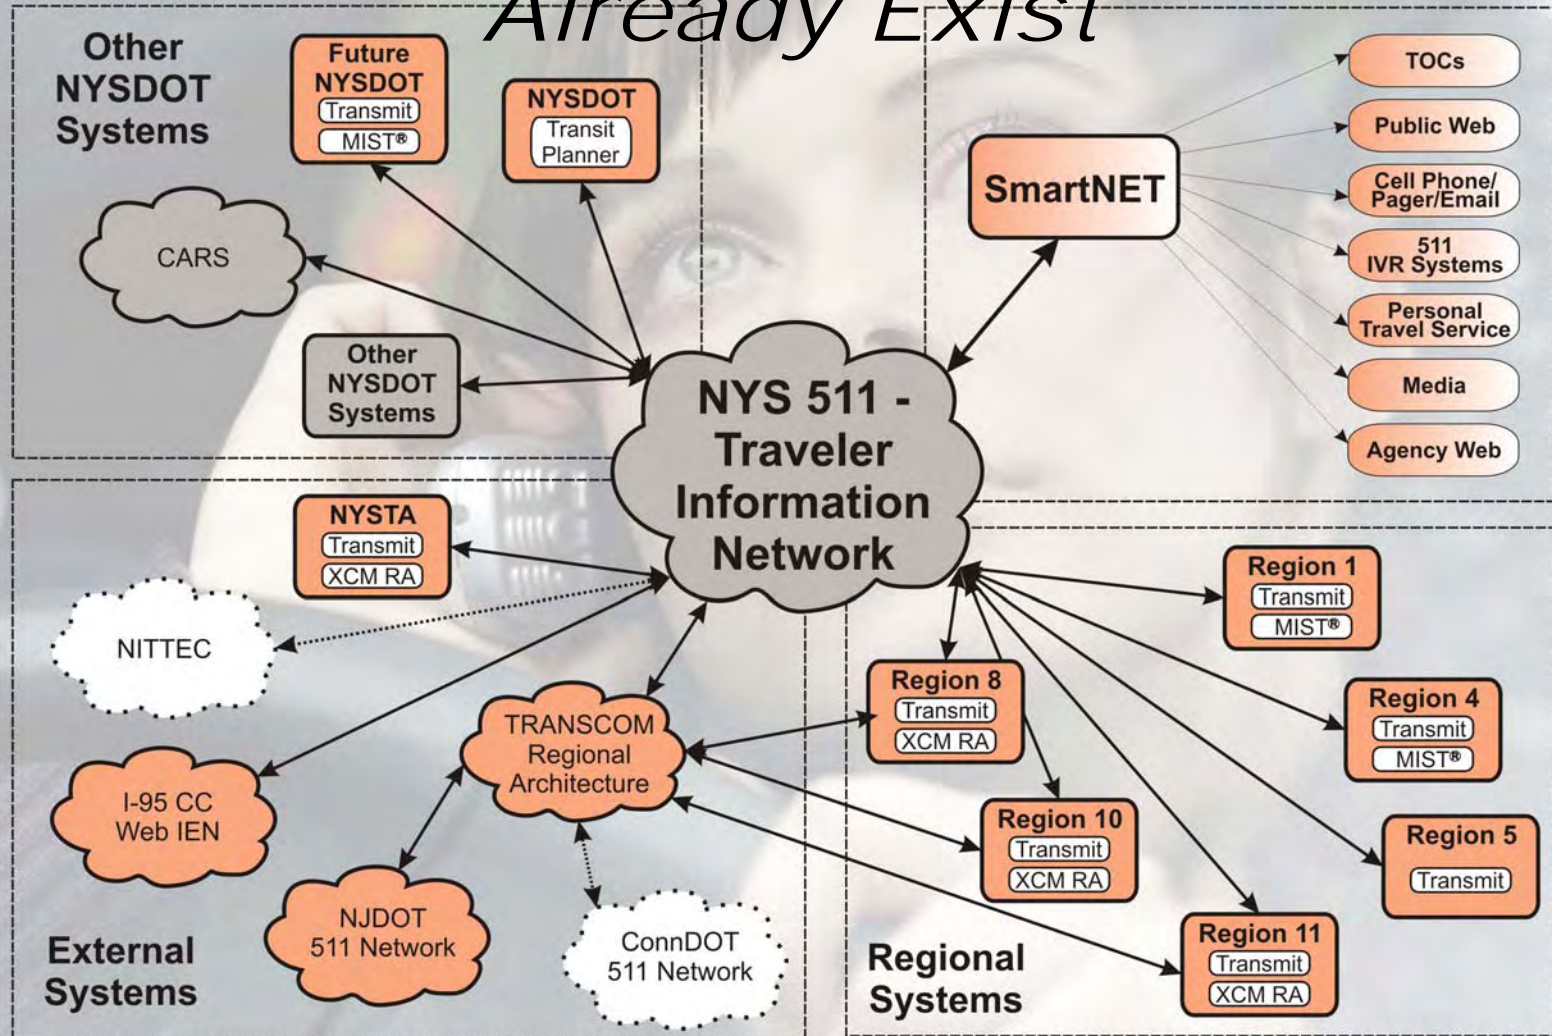 Already Exist
Other
NYSDOT
Systems
Future
NYSDOT
Transmit
MIST®
NYSDOT
Transit
Planner
CARS
Other
NYSDOT
Systems
SmartNET
TOCs
Public Web
Cell Phone/
Pager/Email
511
IVR Systems
Personal
Travel Service
Media
Agency Web
NYS 511 -
Traveler
Information
Network
NYSTA
Transmit
XCM RA
NITTEC
I-95 CC
Web IEN
TRANSCOM
Regional
Architecture
NJDOT
511 Network
ConnDOT
511 Network
External
Systems
Region 1
Transmit
MIST®
Region 8
Transmit
XCM RA
Region 4
Transmit
MIST®
Region 10
Transmit
XCM RA
Region 5
Transmit
Region 11
Transmit
XCM RA
Regional
Systems